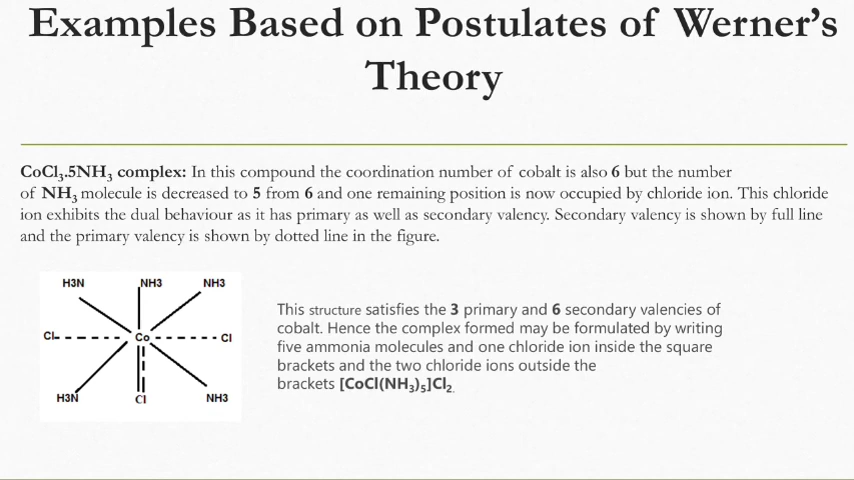 Examples Based on Postulates of Werner's
Theory
CoCl₃.5NH₃ complex: In this compound the coordination number of cobalt is also 6 but the number
of NH₃ molecule is decreased to 5 from 6 and one remaining position is now occupied by chloride ion. This chloride
ion exhibits the dual behaviour as it has primary as well as secondary valency. Secondary valency is shown by full line
and the primary valency is shown by dotted line in the figure.
H3N NH3 NH3
Cl Co Cl
H3N Cl NH3
This structure satisfies the 3 primary and 6 secondary valencies of
cobalt. Hence the complex formed may be formulated by writing
five ammonia molecules and one chloride ion inside the square
brackets and the two chloride ions outside the
brackets [CoCl(NH₃)₅]Cl₂.